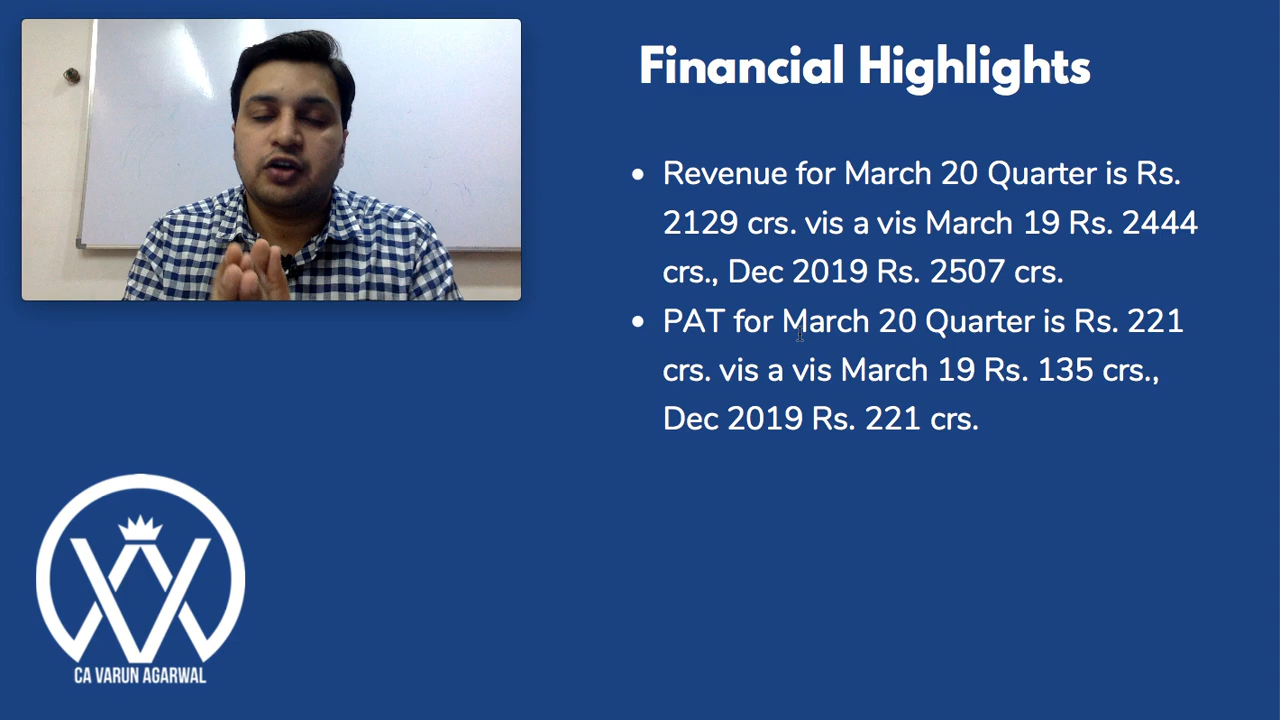 Financial Highlights
• Revenue for March 20 Quarter is Rs.
2129 crs. vis a vis March 19 Rs. 2444
crs., Dec 2019 Rs. 2507 crs.
• PAT for March 20 Quarter is Rs. 221
crs. vis a vis March 19 Rs. 135 crs.,
Dec 2019 Rs. 221 crs.
CA VARUN AGARWAL